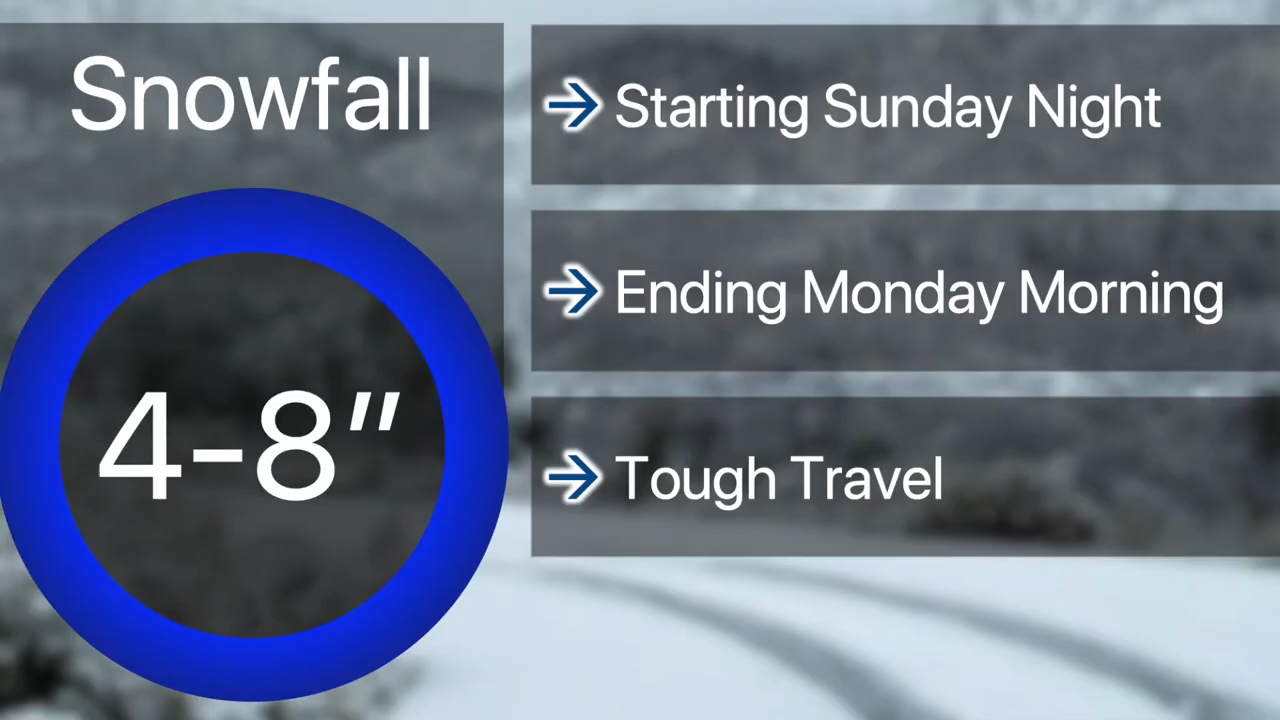 Snowfall
4-8”
Starting Sunday Night
Ending Monday Morning
Tough Travel